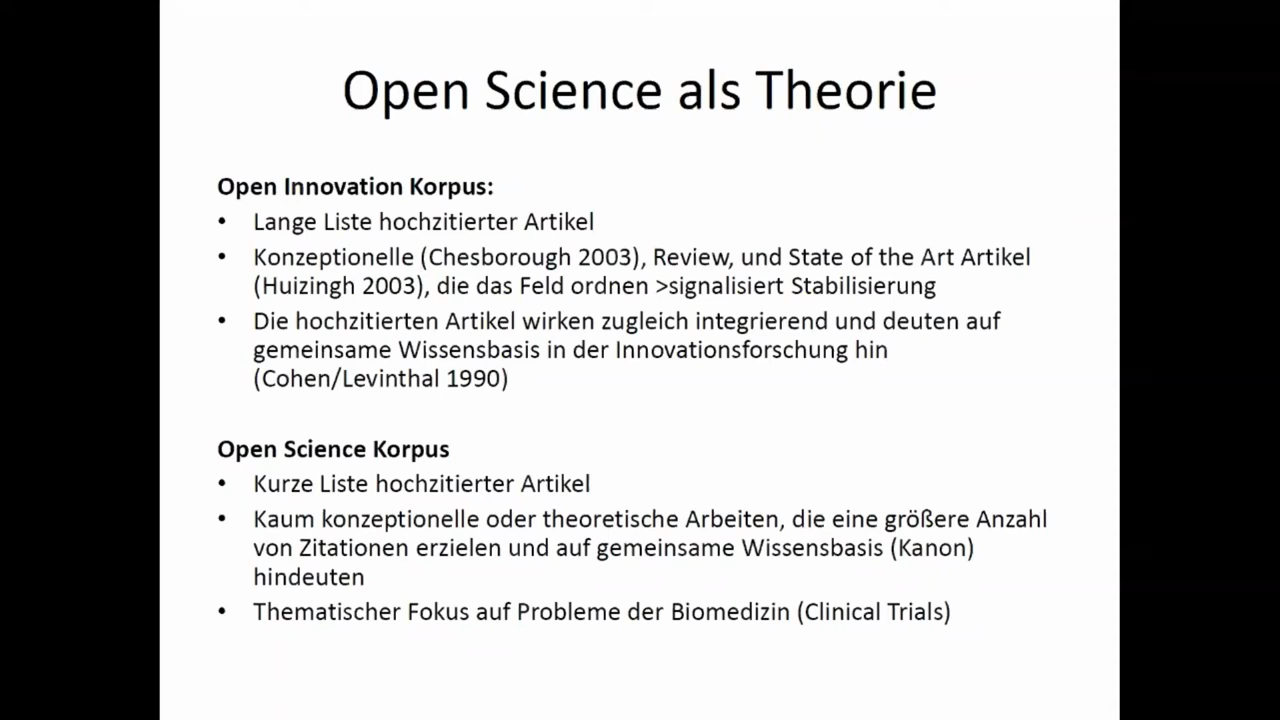 Open Science als Theorie
Open Innovation Korpus:
• Lange Liste hochzitierter Artikel
• Konzeptionelle (Chesborough 2003), Review, und State of the Art Artikel
(Huizingh 2003), die das Feld ordnen >signalisiert Stabilisierung
• Die hochzitierten Artikel wirken zugleich integrierend und deuten auf
gemeinsame Wissensbasis in der Innovationsforschung hin
(Cohen/Levinthal 1990)
Open Science Korpus
• Kurze Liste hochzitierter Artikel
• Kaum konzeptionelle oder theoretische Arbeiten, die eine größere Anzahl
von Zitationen erzielen und auf gemeinsame Wissensbasis (Kanon)
hindeuten
• Thematischer Fokus auf Probleme der Biomedizin (Clinical Trials)